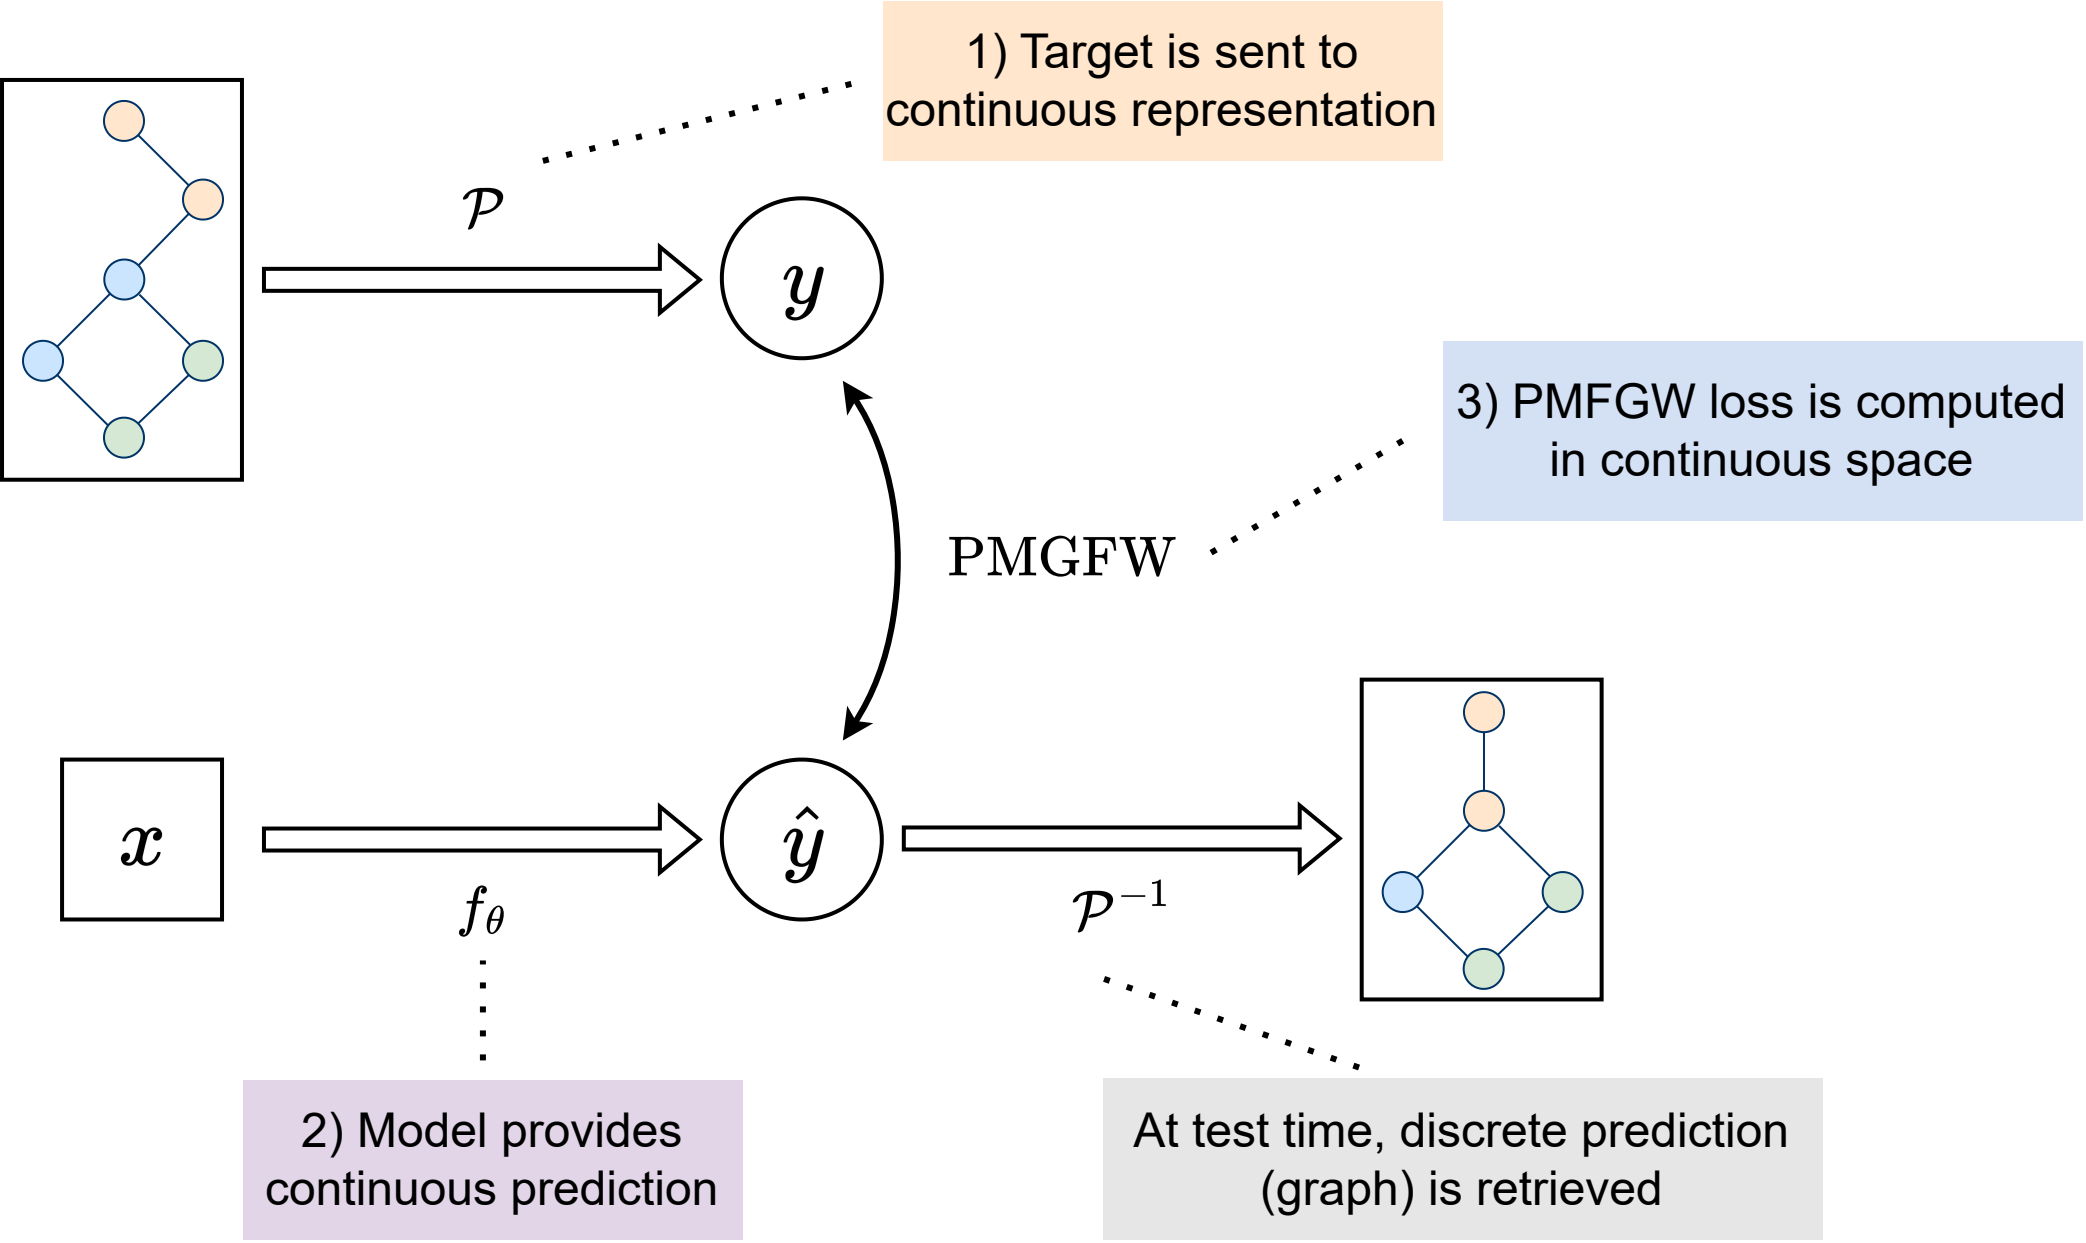 1) Target is sent to
continuous representation
𝒫
y
3) PMFGW loss is computed
in continuous space
PMGFW
x
ŷ
f_θ
𝒫⁻¹
2) Model provides
continuous prediction
At test time, discrete prediction
(graph) is retrieved